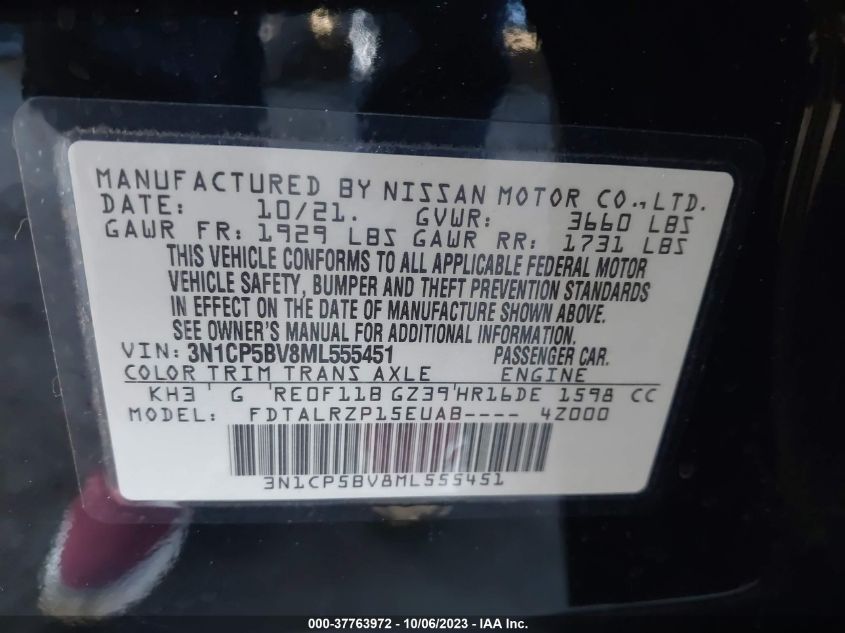 MANUFACTURED BY NISSAN MOTOR CO., LTD.
DATE: 10/21. GVWR: 3660 LBS
GAWR FR: 1929 LBS GAWR RR: 1731 LBS
THIS VEHICLE CONFORMS TO ALL APPLICABLE FEDERAL MOTOR
VEHICLE SAFETY, BUMPER AND THEFT PREVENTION STANDARDS
IN EFFECT ON THE DATE OF MANUFACTURE SHOWN ABOVE.
SEE OWNER'S MANUAL FOR ADDITIONAL INFORMATION.
VIN: 3N1CP5BV8ML555451 PASSENGER CAR.
COLOR TRIM TRANS AXLE ENGINE
KH3 ' G ' RE0F11B GZ39'HR16DE 1598 CC
MODEL: FDTALRZP15EUAB---- 4Z000
3N1CP5BV8ML555451
000-37763972 - 10/06/2023 - IAA Inc.